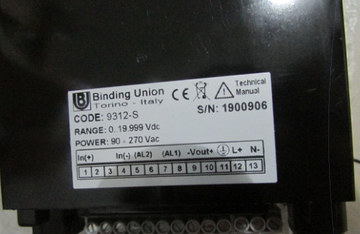 Binding Union
Torino - Italy
CE
Technical
Manual
CODE: 9312-S
S/N: 1900906
RANGE: 0..19.999 Vdc
POWER: 90 - 270 Vac
In(+) In(-) (AL2) (AL1) -Vout+ L+ N-
1 2 3 4 5 6 7 8 10 11 12 13